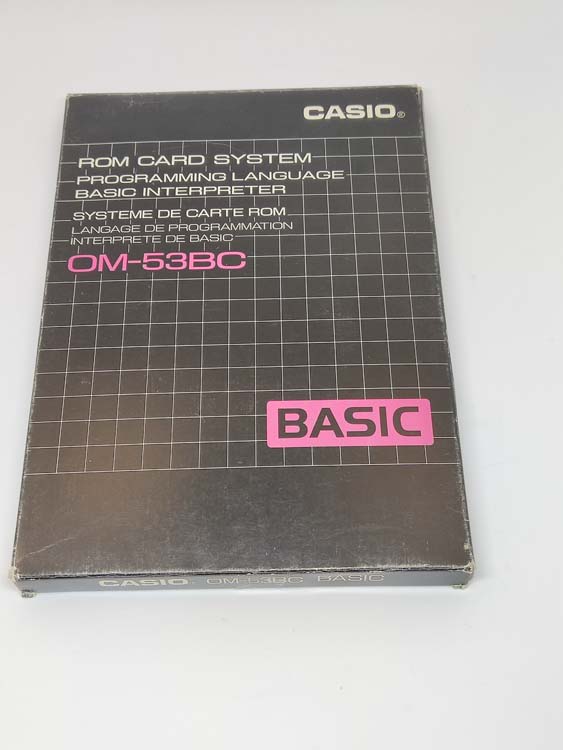 CASIO®
ROM CARD SYSTEM
PROGRAMMING LANGUAGE
BASIC INTERPRETER
SYSTEME DE CARTE ROM
LANGAGE DE PROGRAMMATION
INTERPRETE DE BASIC
OM-53BC
BASIC
CASIO® OM-53BC BASIC